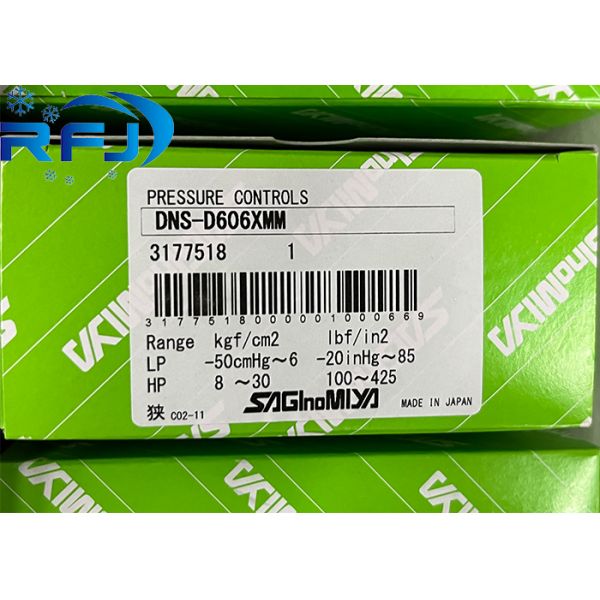 RFJ
PRESSURE CONTROLS
DNS-D606XMM
3177518 1
3177518000001000669
Range kgf/cm2 lbf/in2
LP -50cmHg～6 -20inHg～85
HP 8 ～30 100～425
狭 C02-11 SAGInoMIYA MADE IN JAPAN